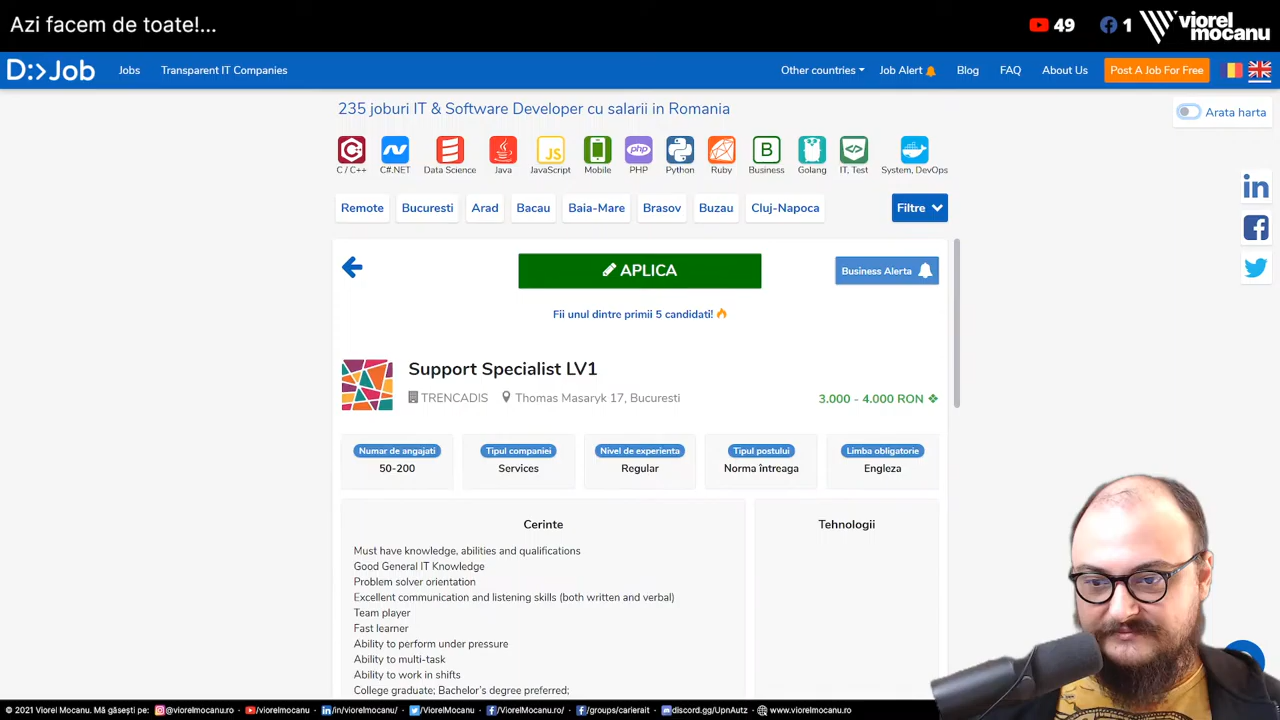 Azi facem de toate!...
49
1
viorel
mocanu
D:>Job
Jobs
Transparent IT Companies
Other countries
Job Alert
Blog
FAQ
About Us
Post A Job For Free
235 joburi IT & Software Developer cu salarii in Romania
Arata harta
C / C++
C#.NET
Data Science
Java
JS
JavaScript
Mobile
php
PHP
Python
Ruby
B
Business
Golang
IT, Test
System, DevOps
Remote
Bucuresti
Arad
Bacau
Baia-Mare
Brasov
Buzau
Cluj-Napoca
Filtre
APLICA
Business Alerta
Fii unul dintre primii 5 candidati!
Support Specialist LV1
TRENCADIS
Thomas Masaryk 17, Bucuresti
3.000 - 4.000 RON
Numar de angajati
50-200
Tipul companiei
Services
Nivel de experienta
Regular
Tipul postului
Norma întreaga
Limba obligatorie
Engleza
Cerinte
Must have knowledge, abilities and qualifications
Good General IT Knowledge
Problem solver orientation
Excellent communication and listening skills (both written and verbal)
Team player
Fast learner
Ability to perform under pressure
Ability to multi-task
Ability to work in shifts
College graduate; Bachelor's degree preferred;
Tehnologii
© 2021 Viorel Mocanu. Mă găsești pe:
@viorelmocanu.ro
/viorelmocanu
/in/viorelmocanu/
/ViorelMocanu
/ViorelMocanu.ro/
/groups/carierait
discord.gg/UpnAutz
www.viorelmocanu.ro